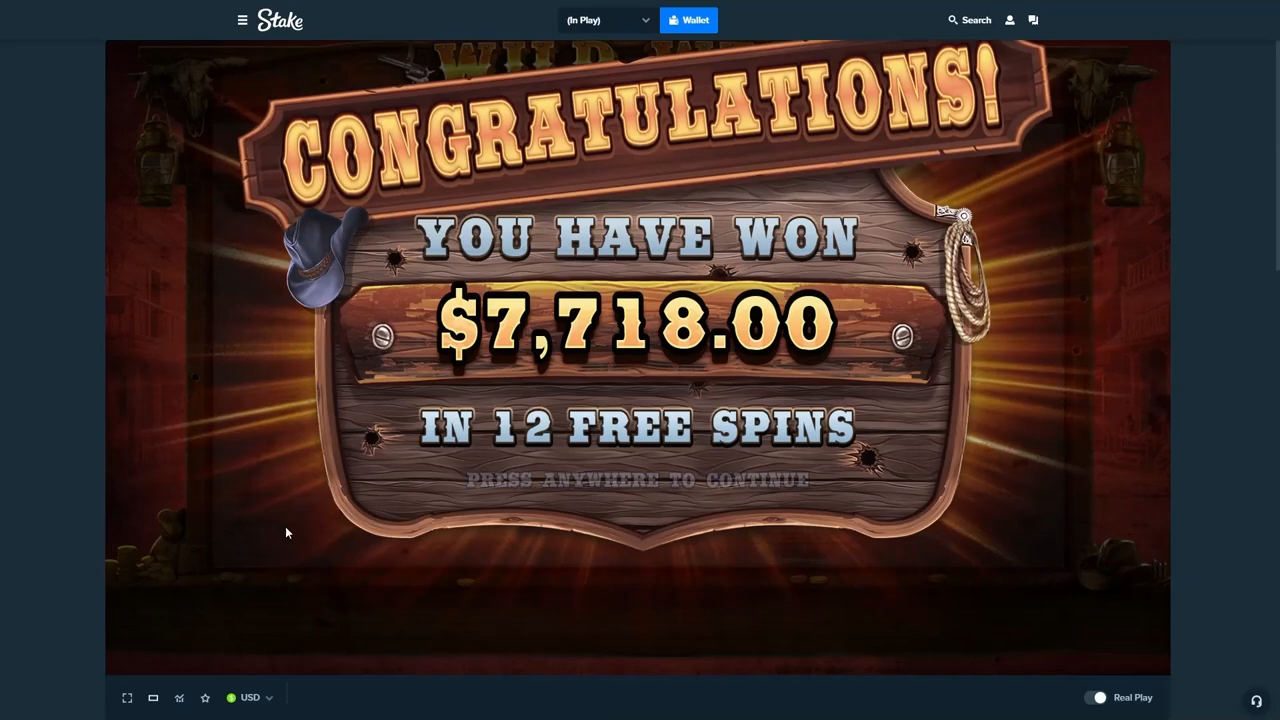 Stake
(In Play)
Wallet
Search
WILD W
CONGRATULATIONS!
YOU HAVE WON
$7,718.00
IN 12 FREE SPINS
PRESS ANYWHERE TO CONTINUE
USD
Real Play